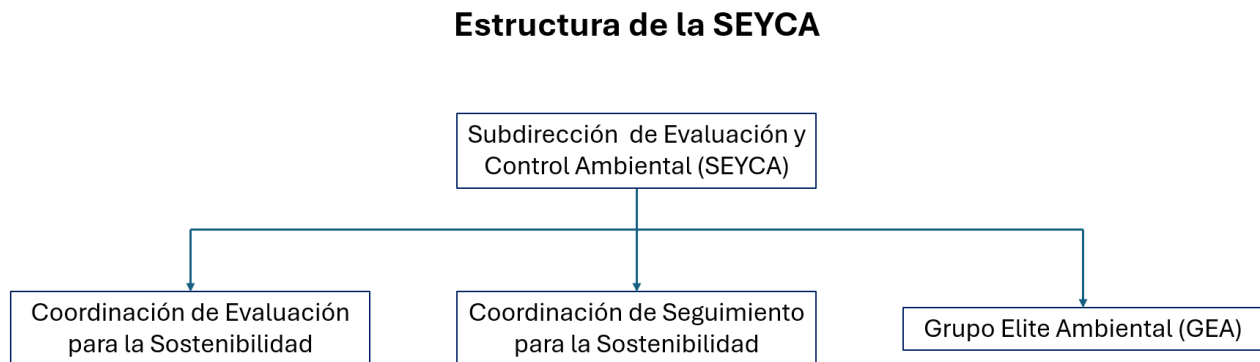 Estructura de la SEYCA
Subdirección de Evaluación y
Control Ambiental (SEYCA)
Coordinación de Evaluación
para la Sostenibilidad
Coordinación de Seguimiento
para la Sostenibilidad
Grupo Elite Ambiental (GEA)